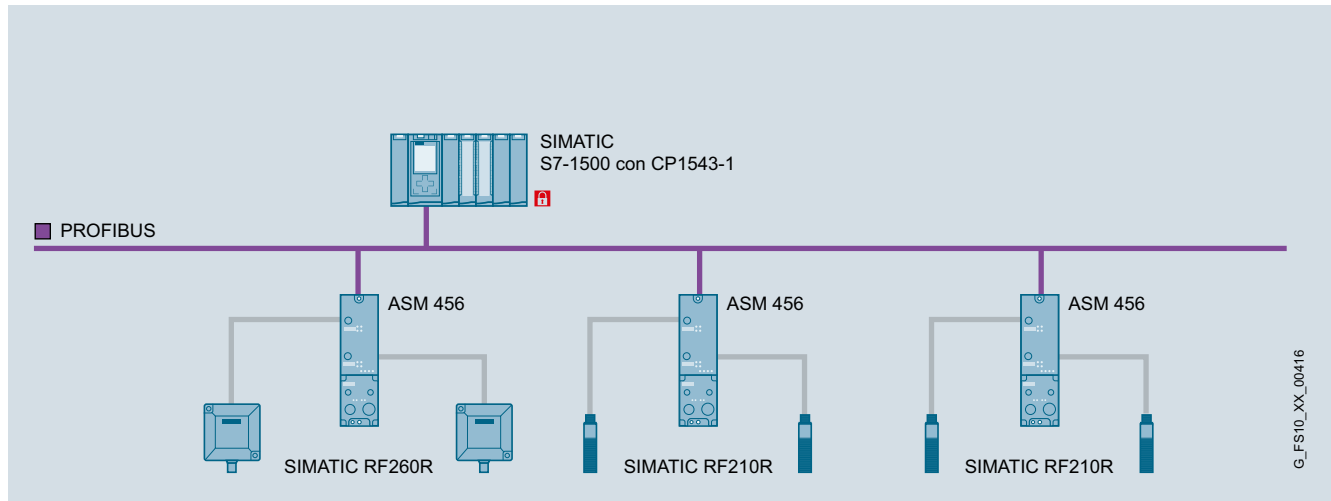 SIMATIC
S7-1500 con CP1543-1
PROFIBUS
ASM 456
ASM 456
ASM 456
SIMATIC RF260R
SIMATIC RF210R
SIMATIC RF210R
G_FS10_XX_00416